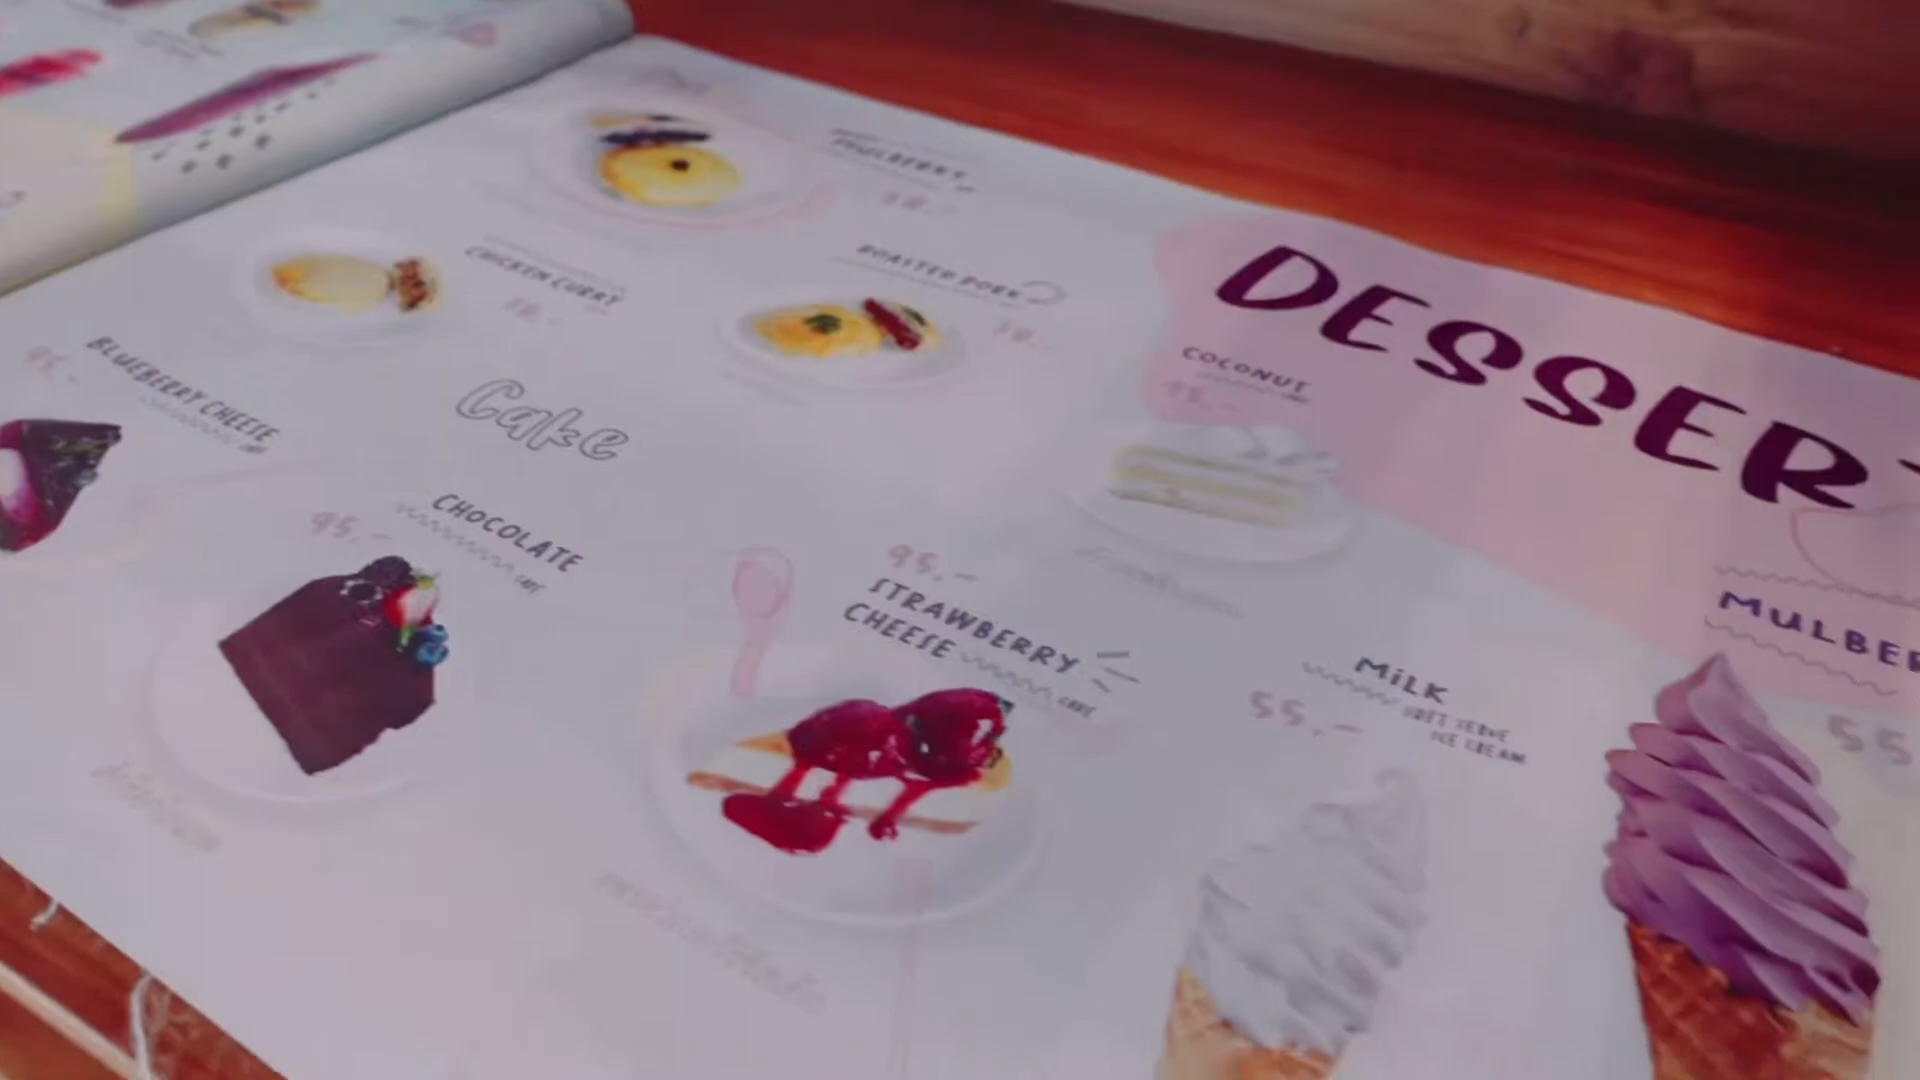 MULBERRY
CHICKEN CURRY
ROASTED PORK
DESSERT
COCONUT
95.-
BLUEBERRY CHEESE
CAKE
95.-
Cake
CHOCOLATE
CAKE
95.-
95.-
STRAWBERRY
CHEESE
CAKE
MiLK
SOFT SERVE
ICE CREAM
55.-
MULBER
55